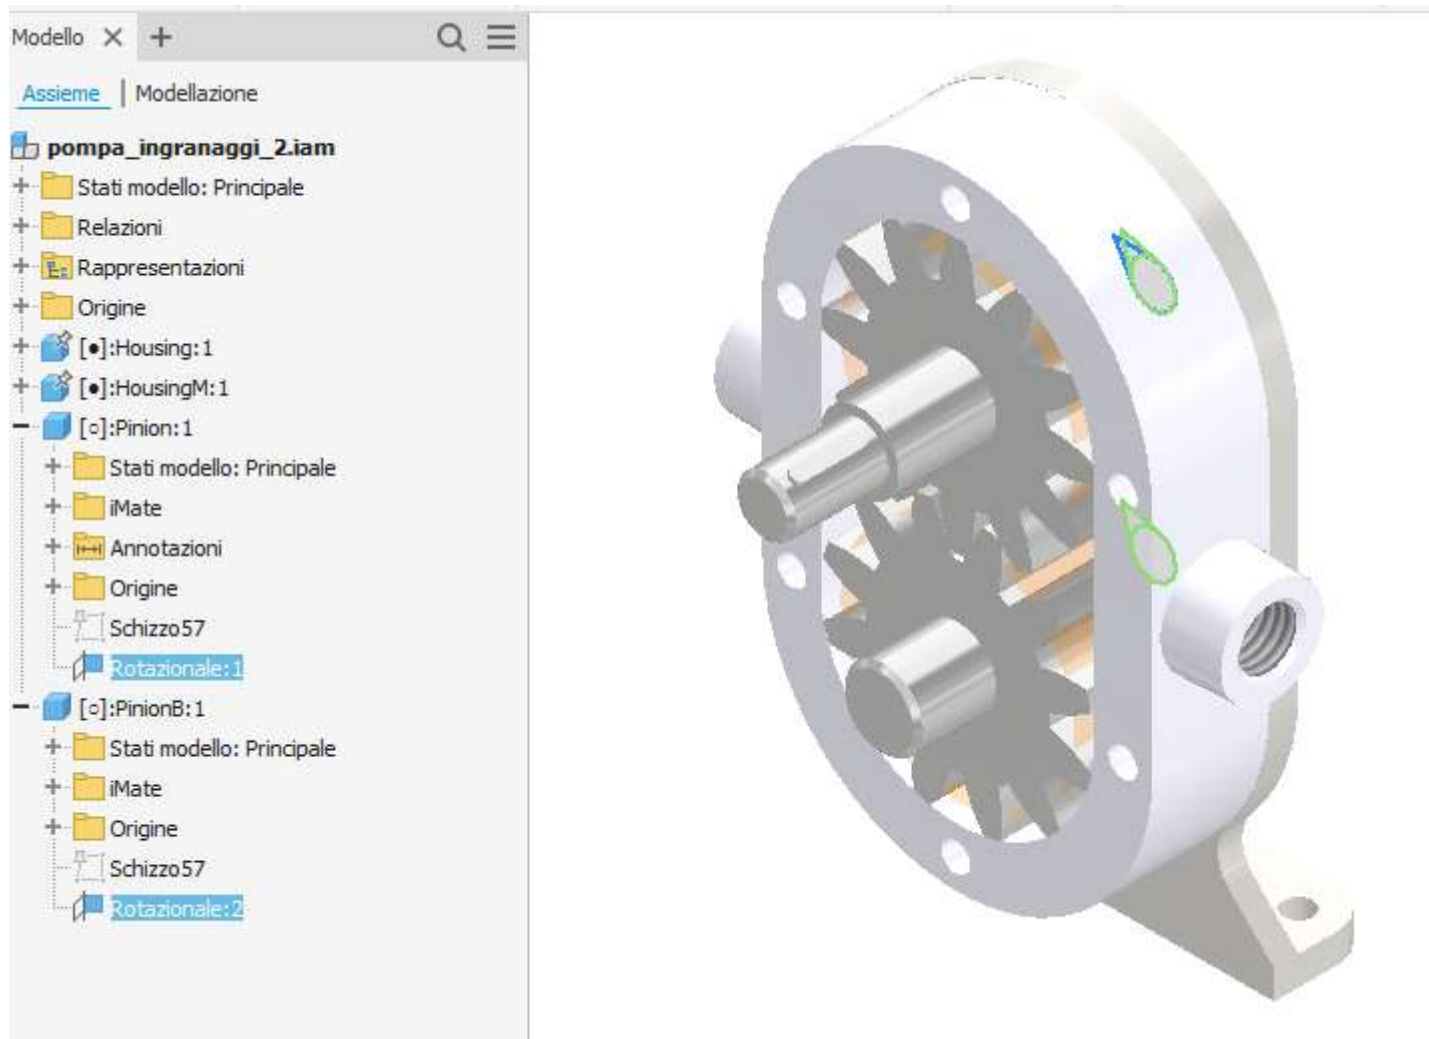 Modello
Assieme | Modellazione
pompa_ingranaggi_2.iam
Stati modello: Principale
Relazioni
Rappresentazioni
Origine
[●]:Housing:1
[●]:HousingM:1
[○]:Pinion:1
Stati modello: Principale
iMate
Annotazioni
Origine
Schizzo57
Rotazionale:1
[○]:PinionB:1
Stati modello: Principale
iMate
Origine
Schizzo57
Rotazionale:2